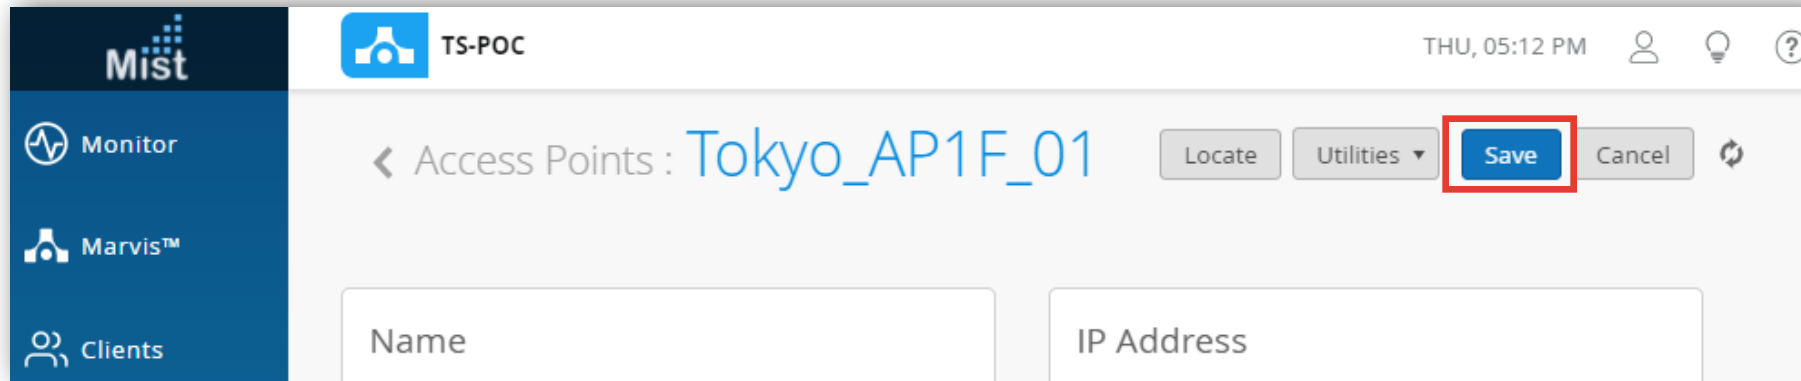 Mist
TS-POC
THU, 05:12 PM
?
Monitor
Marvis™
Clients
< Access Points : Tokyo_AP1F_01
Locate
Utilities ▼
Save
Cancel
Name
IP Address